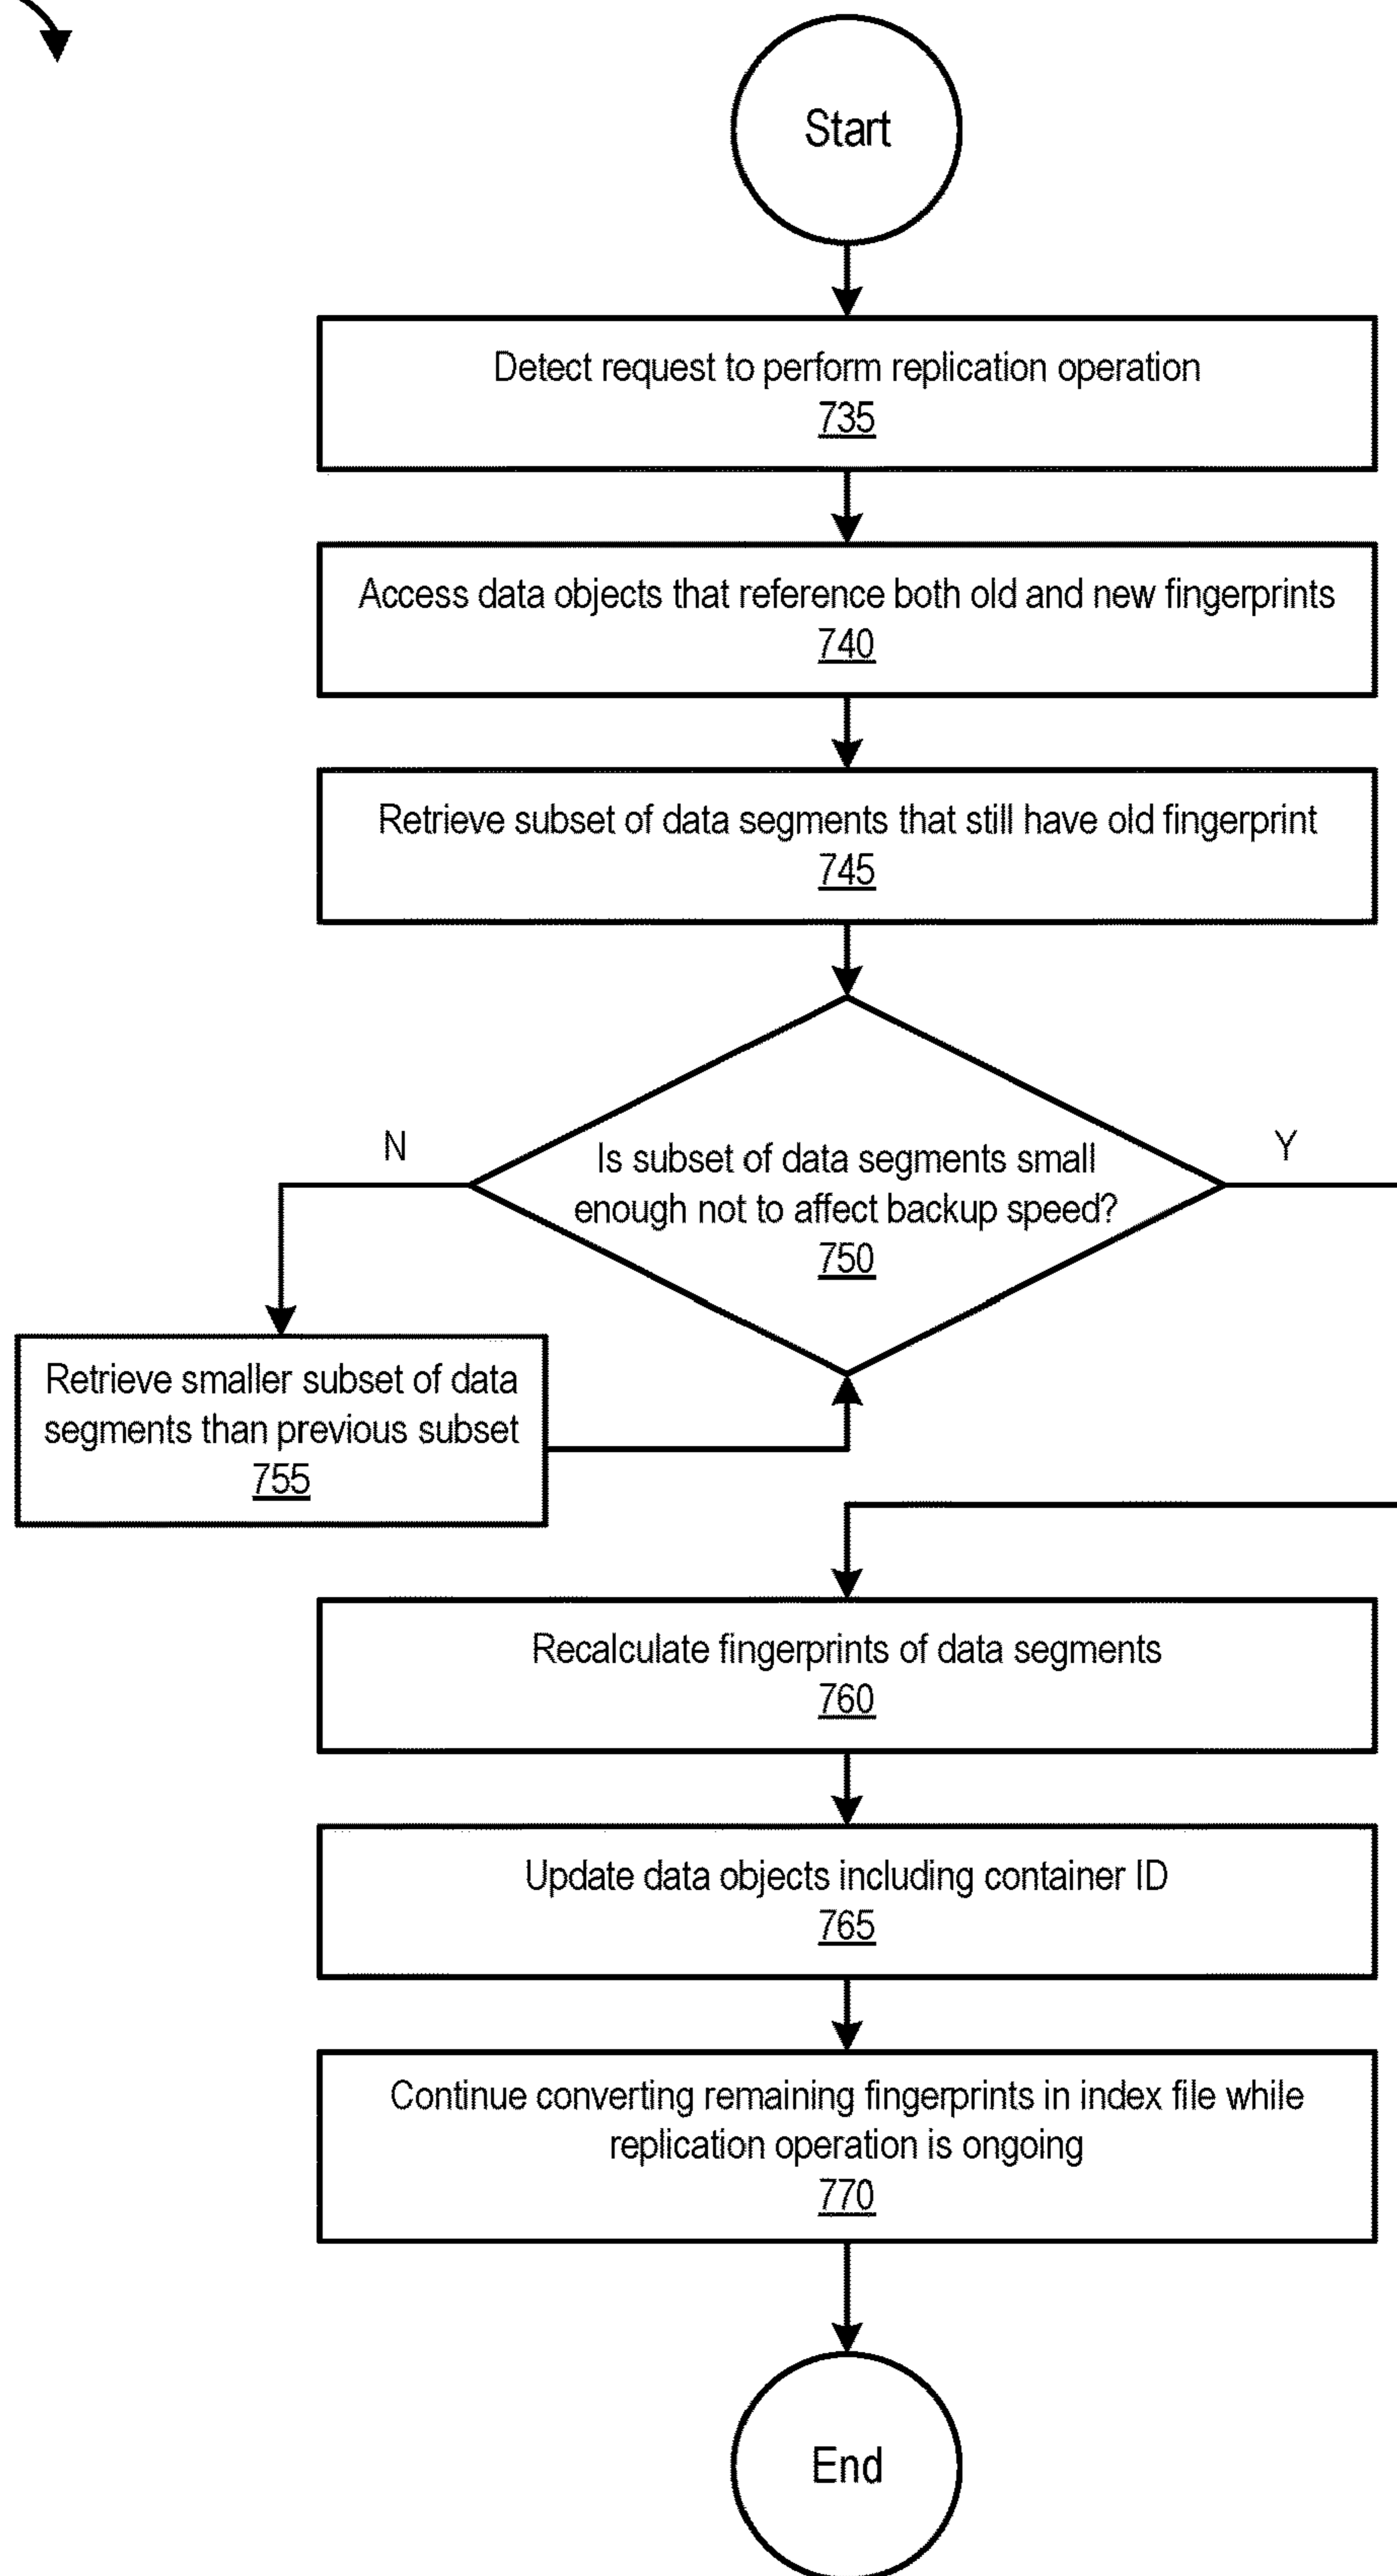 Start
Detect request to perform replication operation
735
Access data objects that reference both old and new fingerprints
740
Retrieve subset of data segments that still have old fingerprint
745
N
Y
Is subset of data segments small
enough not to affect backup speed?
750
Retrieve smaller subset of data
segments than previous subset
755
Recalculate fingerprints of data segments
760
Update data objects including container ID
765
Continue converting remaining fingerprints in index file while
replication operation is ongoing
770
End